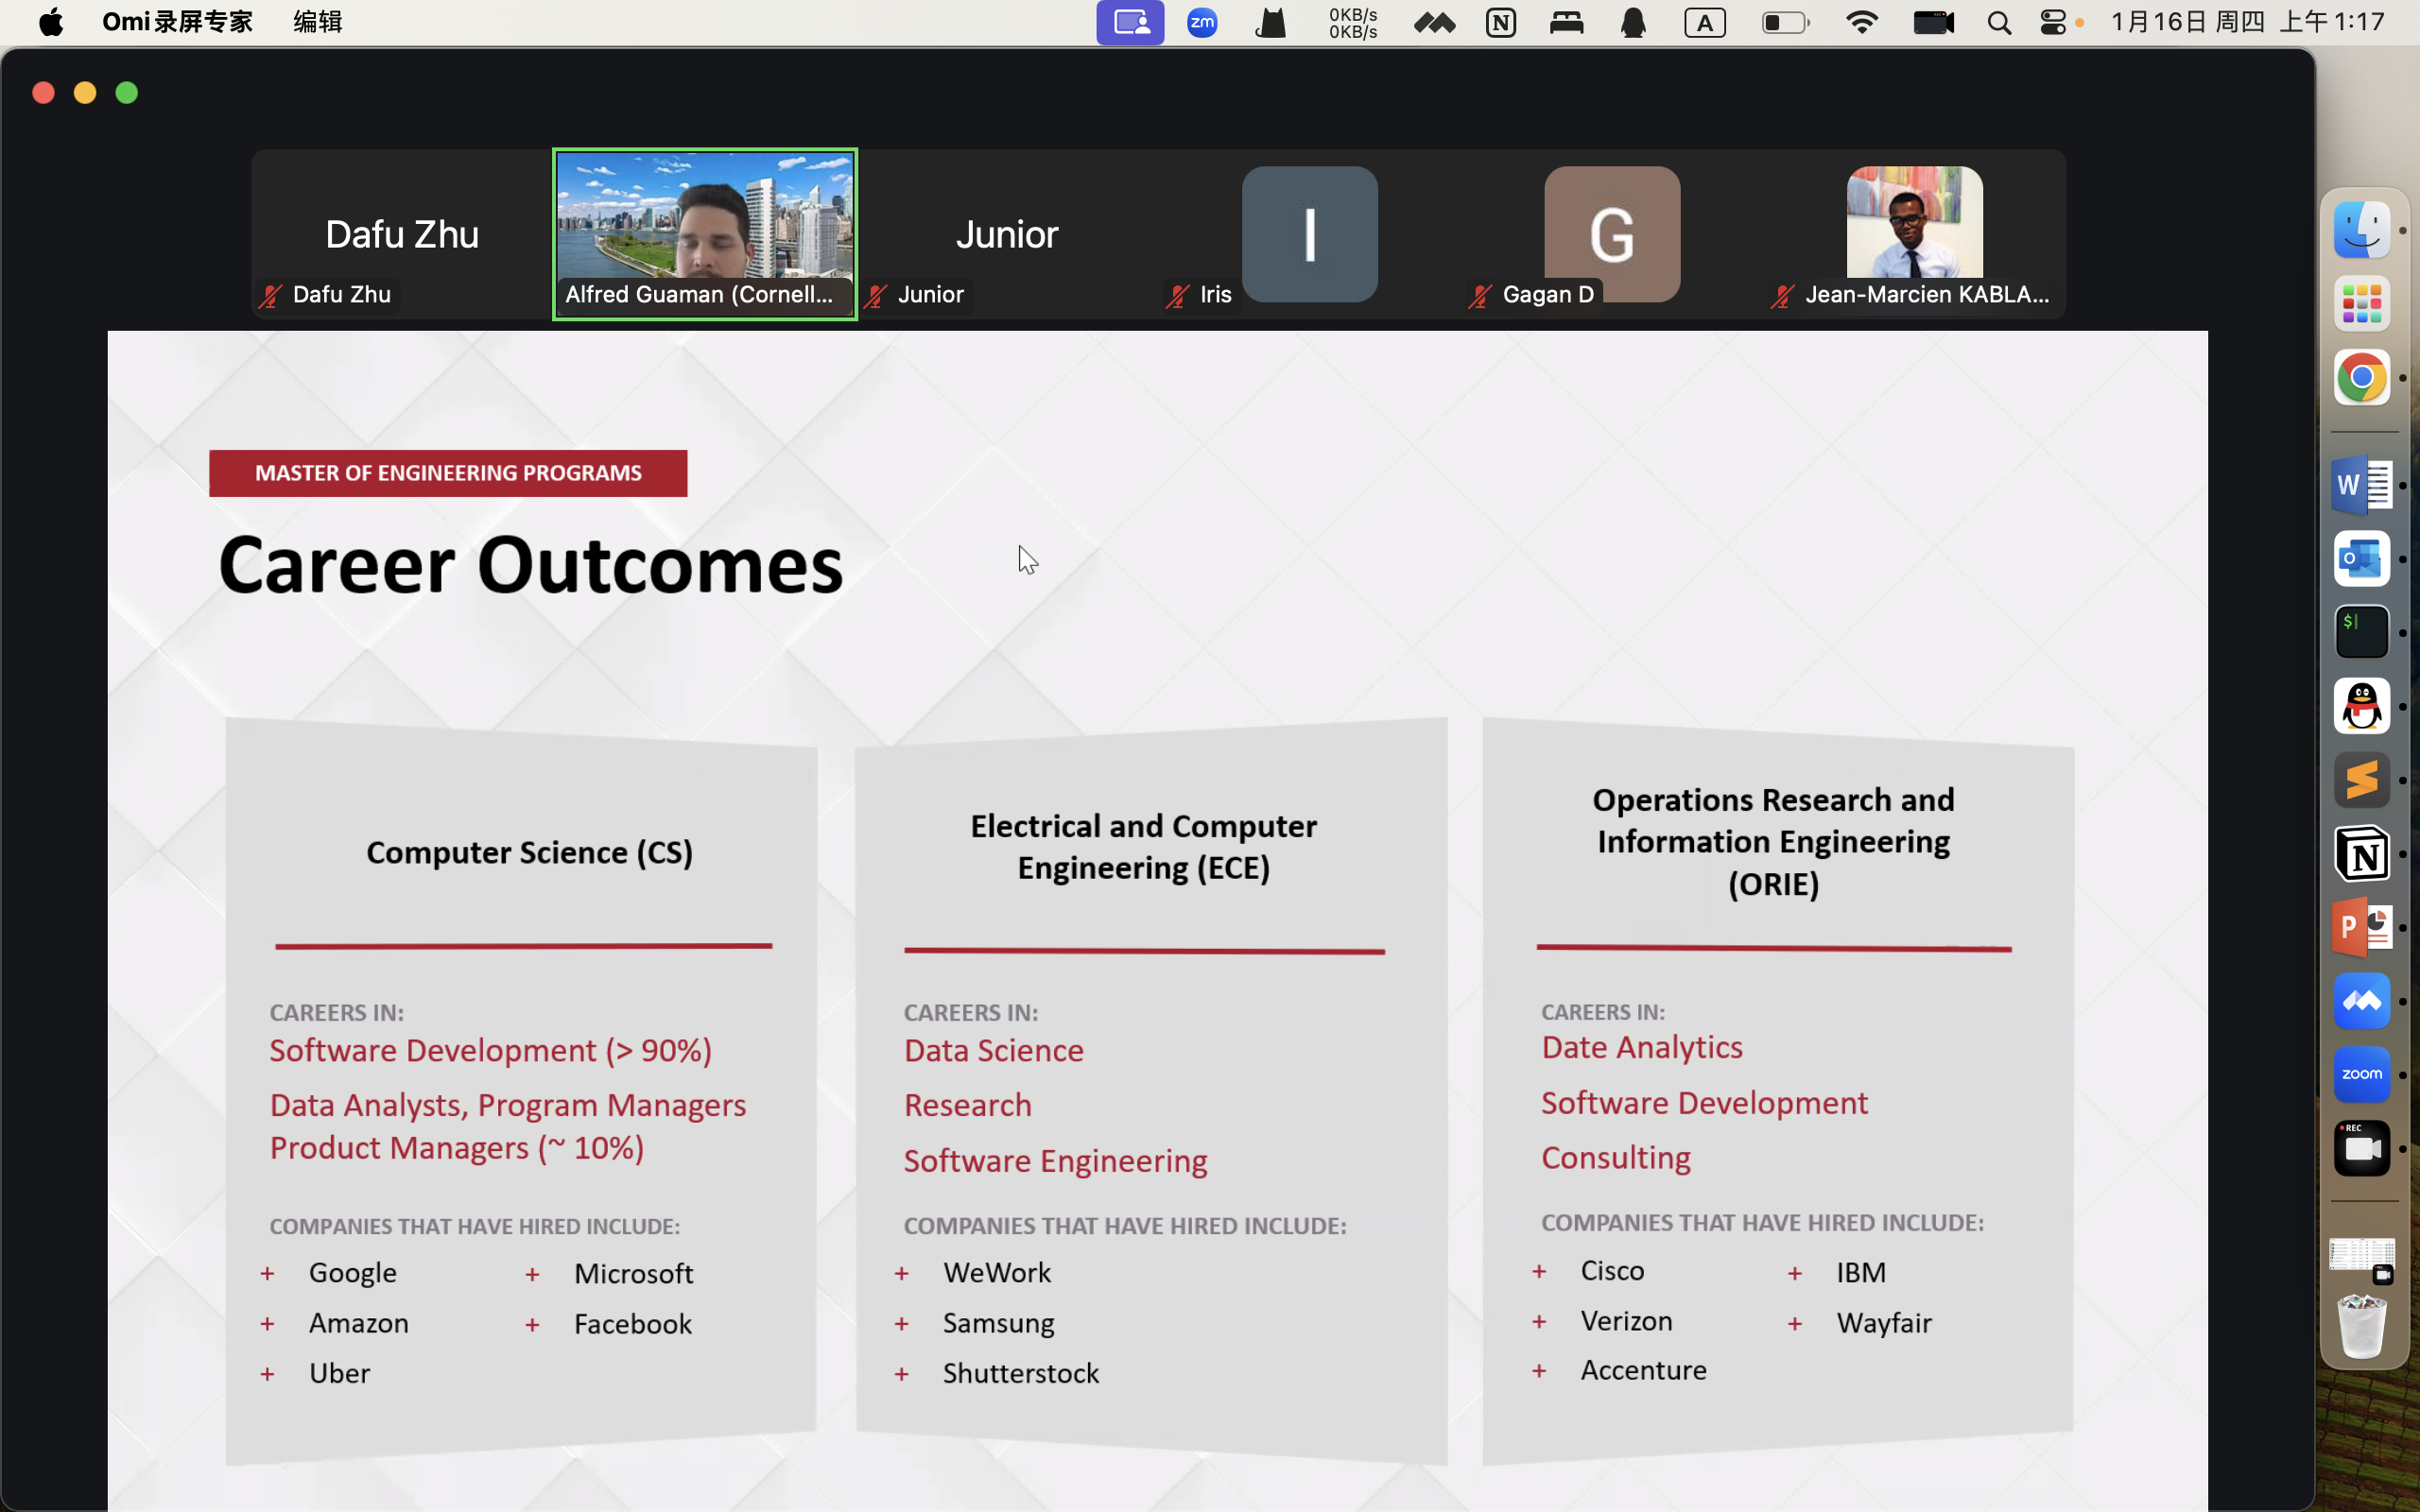 Omi录屏专家 编辑 zm 0KB/s 0KB/s N A 1月16日 周四 上午 1:17
Dafu Zhu
Junior
I
G
Dafu Zhu
Alfred Guaman (Cornell...
Junior
Iris
Gagan D
Jean-Marcien KABLA...
MASTER OF ENGINEERING PROGRAMS
Career Outcomes
Computer Science (CS)
CAREERS IN:
Software Development (> 90%)
Data Analysts, Program Managers
Product Managers (~ 10%)
COMPANIES THAT HAVE HIRED INCLUDE:
+ Google
+ Amazon
+ Uber
+ Microsoft
+ Facebook
Electrical and Computer
Engineering (ECE)
CAREERS IN:
Data Science
Research
Software Engineering
COMPANIES THAT HAVE HIRED INCLUDE:
+ WeWork
+ Samsung
+ Shutterstock
Operations Research and
Information Engineering
(ORIE)
CAREERS IN:
Date Analytics
Software Development
Consulting
COMPANIES THAT HAVE HIRED INCLUDE:
+ Cisco
+ Verizon
+ Accenture
+ IBM
+ Wayfair
W
O
$
N
P
zoom
REC